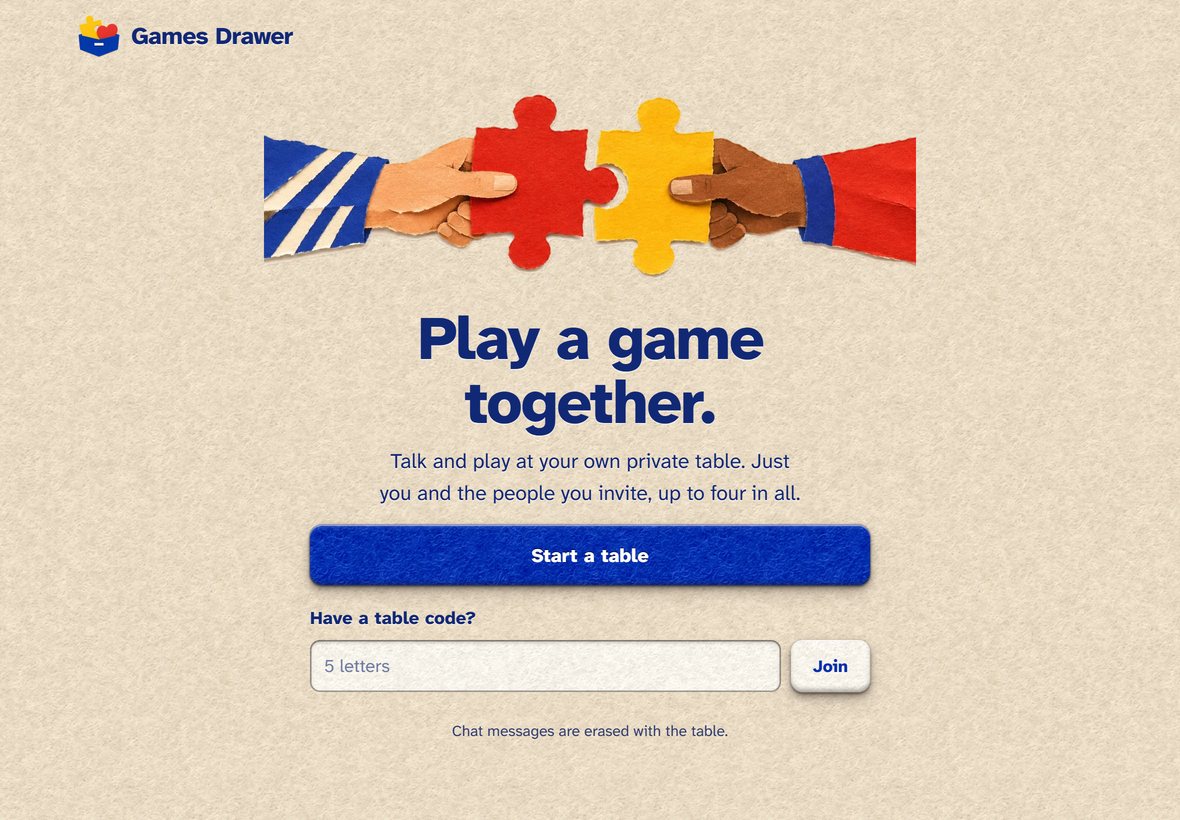 Games Drawer
Play a game
together.
Talk and play at your own private table. Just
you and the people you invite, up to four in all.
Start a table
Have a table code?
5 letters
Join
Chat messages are erased with the table.